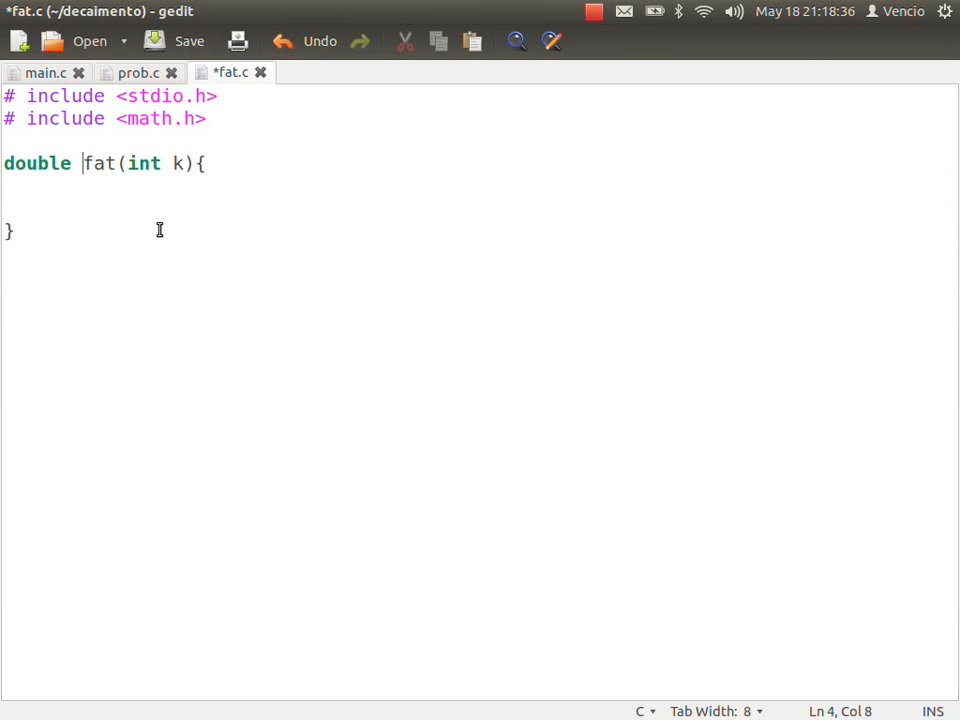 *fat.c (~/decaimento) - gedit
May 18 21:18:36 Vencio
Open Save Undo
main.c prob.c *fat.c
# include <stdio.h>
# include <math.h>
double fat(int k){
}
C Tab Width: 8 Ln 4, Col 8 INS